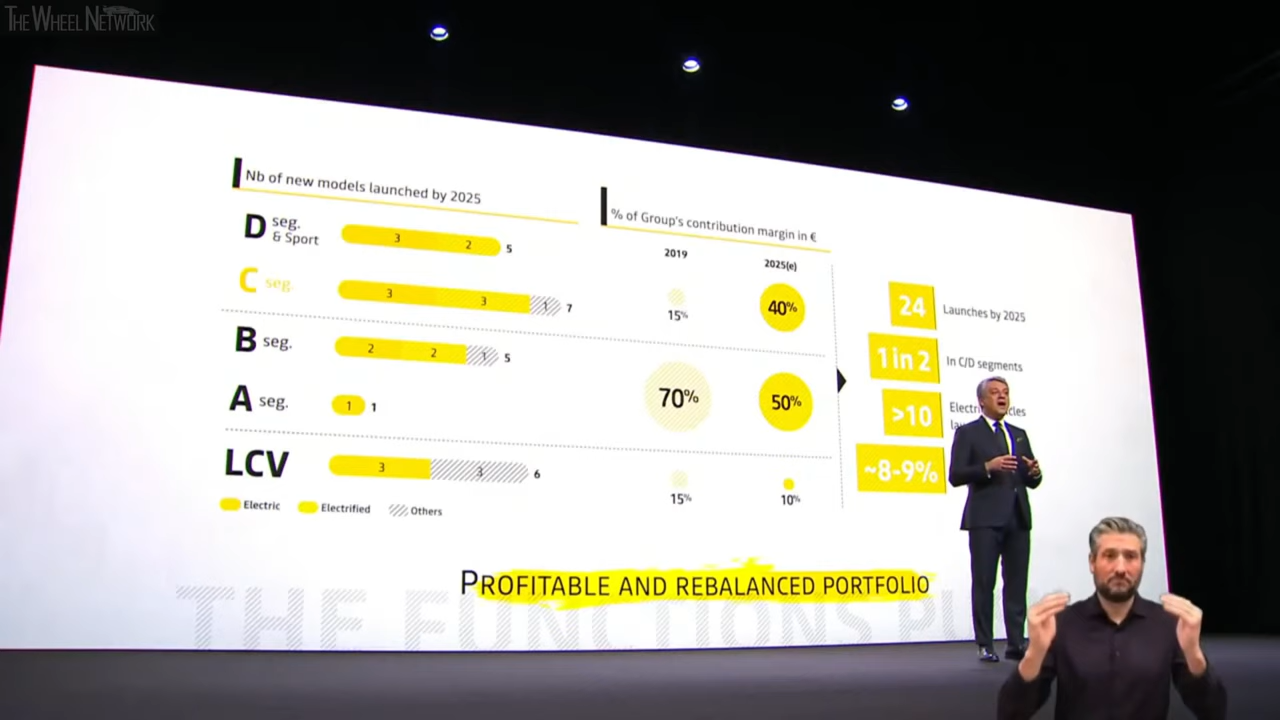 THE WHEEL NETWORK
Nb of new models launched by 2025
D seg. & Sport
3 2 5
C seg.
3 3 1 7
B seg.
2 2 1 5
A seg.
1 1
LCV
3 3 6
Electric Electrified Others
% of Group's contribution margin in €
2019 2025(e)
15% 40%
70% 50%
15% 10%
24 Launches by 2025
1 in 2 In C/D segments
>10
~8-9%
PROFITABLE AND REBALANCED PORTFOLIO
THE FUNCTIONS